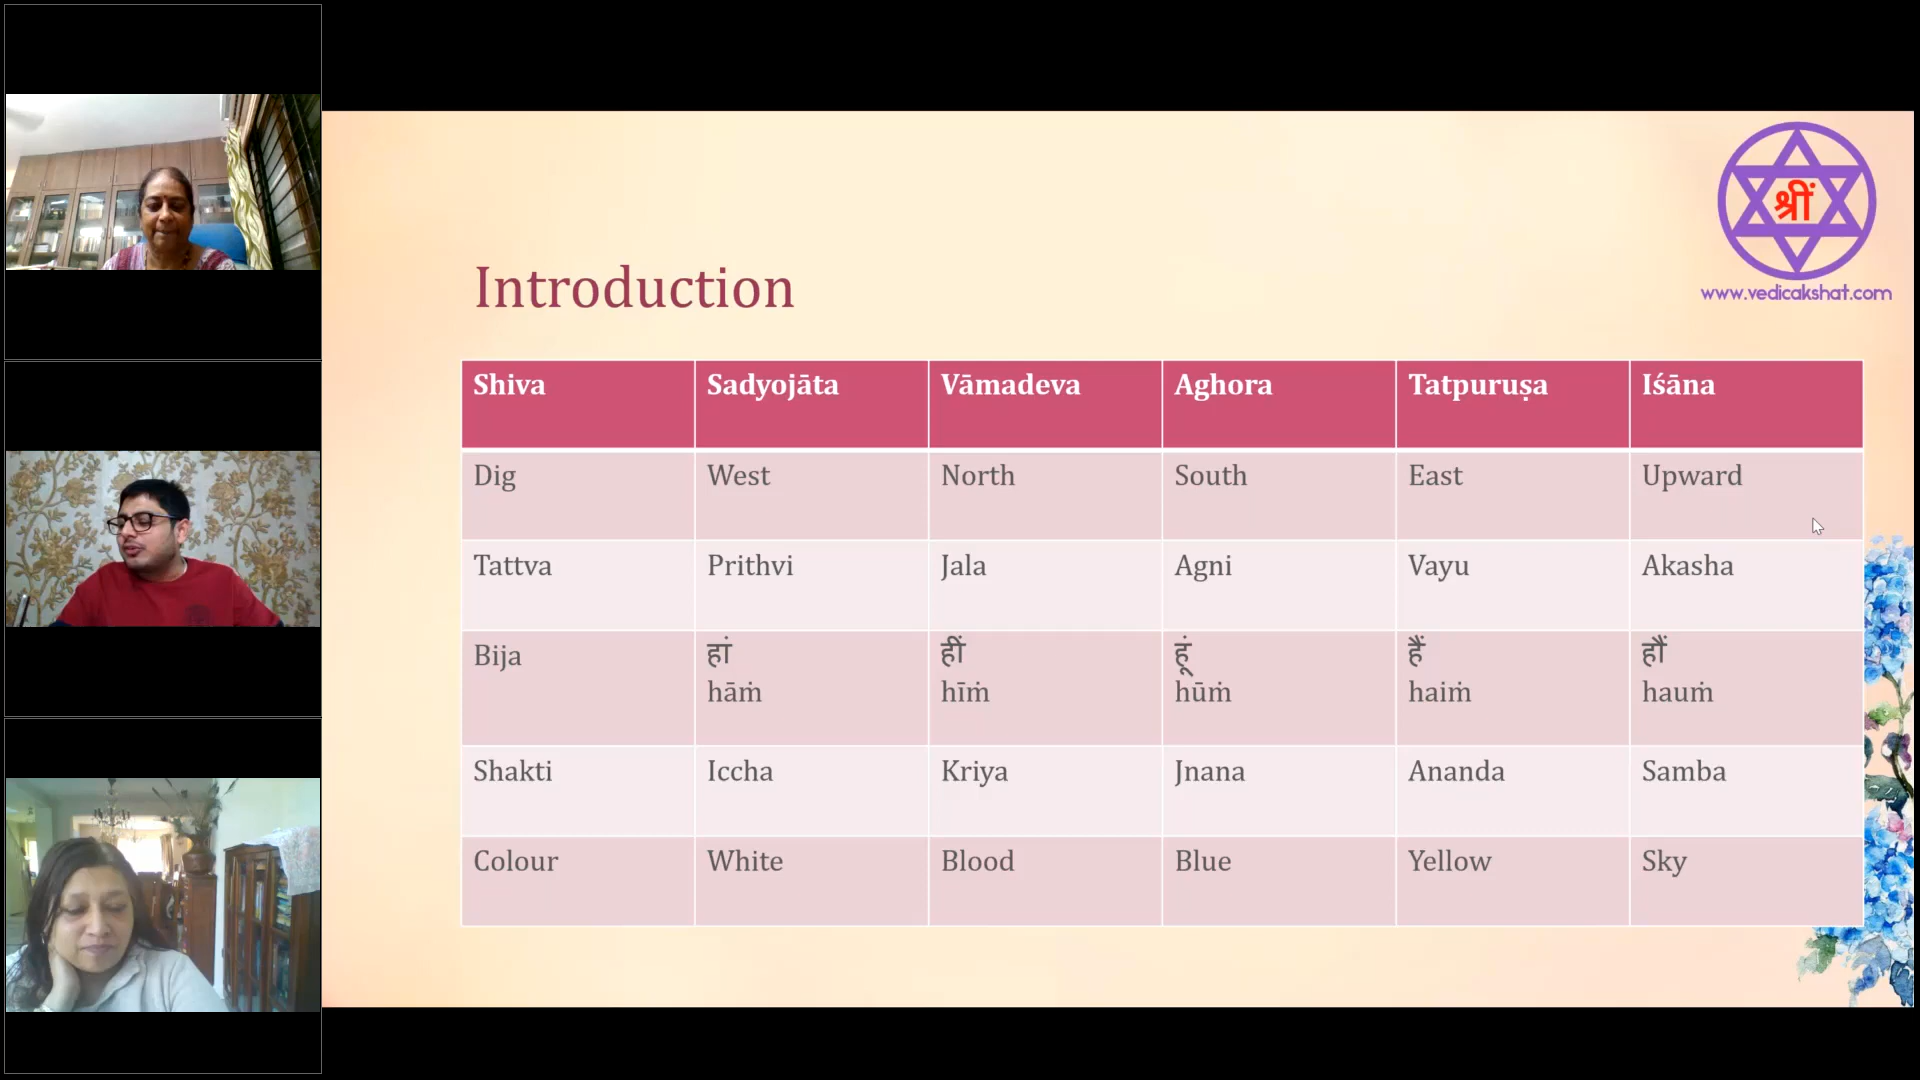 श्रीं
www.vedicakshat.com
Introduction
Shiva Sadyojāta Vāmadeva Aghora Tatpuruṣa Iśāna
Dig West North South East Upward
Tattva Prithvi Jala Agni Vayu Akasha
Bija हां हीं हूं हैं हौं
hāṁ hīṁ hūṁ haiṁ hauṁ
Shakti Iccha Kriya Jnana Ananda Samba
Colour White Blood Blue Yellow Sky